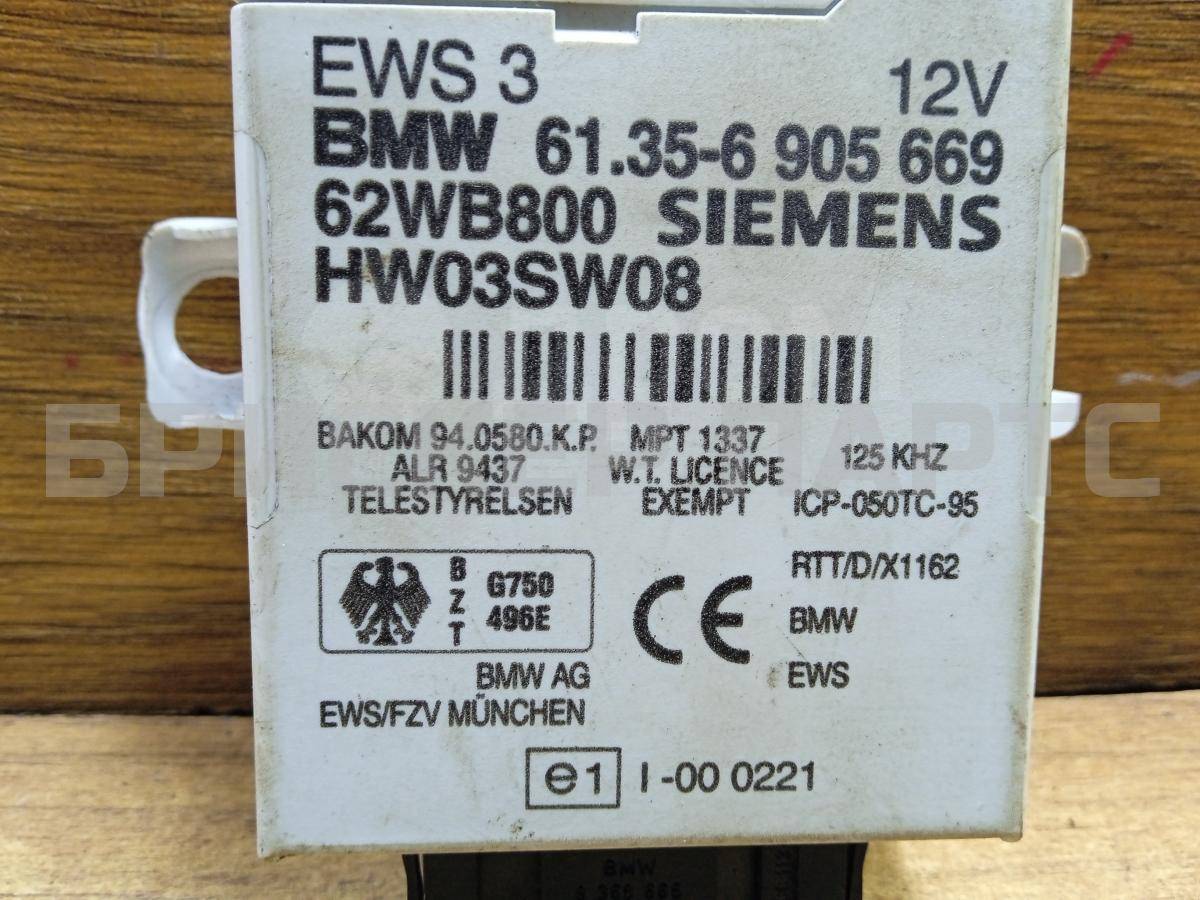 EWS 3 12V
BMW 61.35-6 905 669
62WB800 SIEMENS
HW03SW08
BAKOM 94.0580.K.P. MPT 1337
ALR 9437 W.T. LICENCE 125 KHZ
TELESTYRELSEN EXEMPT ICP-050TC-95
B
Z
T
G750
496E
CE
RTT/D/X1162
BMW
EWS
BMW AG
EWS/FZV MÜNCHEN
e1 I-00 0221
BMW